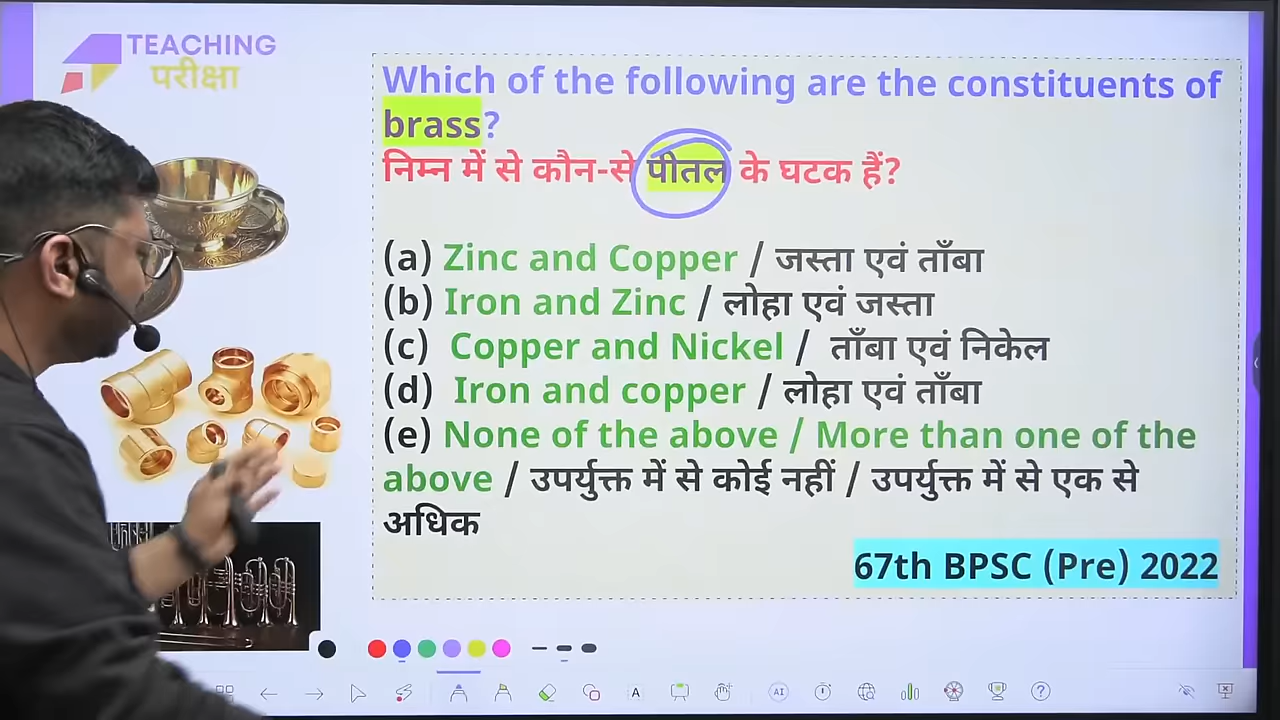 TEACHING
परीक्षा
Which of the following are the constituents of
brass?
निम्न में से कौन-से पीतल के घटक हैं?
(a) Zinc and Copper / जस्ता एवं ताँबा
(b) Iron and Zinc / लोहा एवं जस्ता
(c) Copper and Nickel / ताँबा एवं निकेल
(d) Iron and copper / लोहा एवं ताँबा
(e) None of the above / More than one of the
above / उपर्युक्त में से कोई नहीं / उपर्युक्त में से एक से
अधिक
67th BPSC (Pre) 2022
A
AI
?